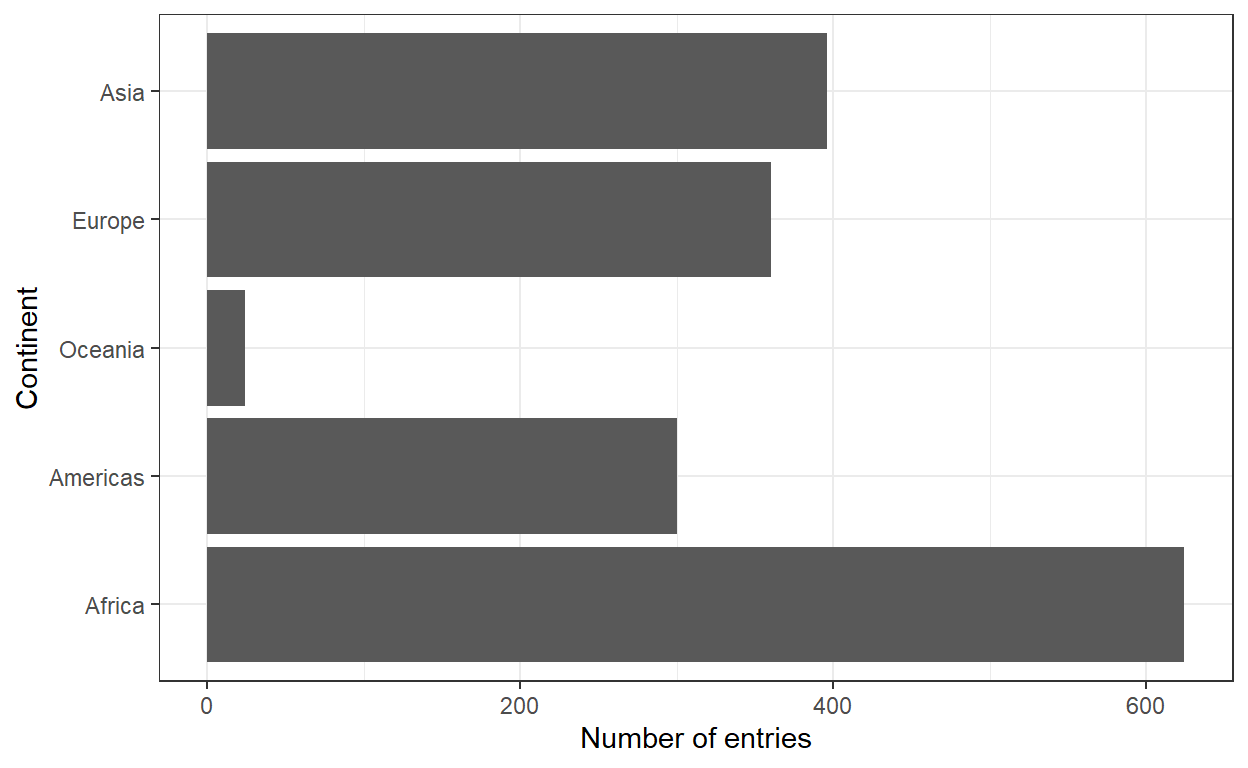 Asia
Europe
Oceania
Americas
Africa
Continent
0 200 400 600
Number of entries